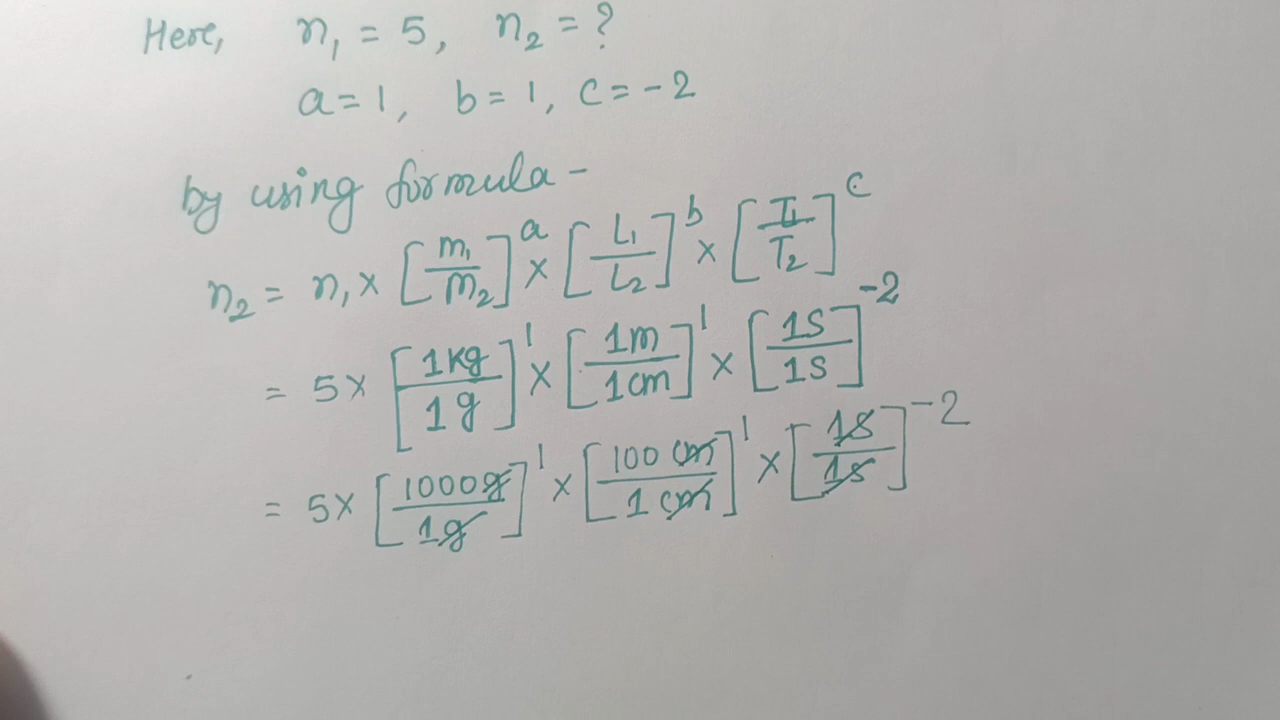 Here, n₁ = 5, n₂ = ?
a = 1, b = 1, c = -2
by using formula -
n₂ = n₁ × [M₁/M₂]ᵃ × [L₁/L₂]ᵇ × [T₁/T₂]ᶜ
= 5 × [1kg/1g]¹ × [1m/1cm]¹ × [1S/1S]⁻²
= 5 × [1000g/1g]¹ × [100 cm/1 cm]¹ × [1s/1s]⁻²